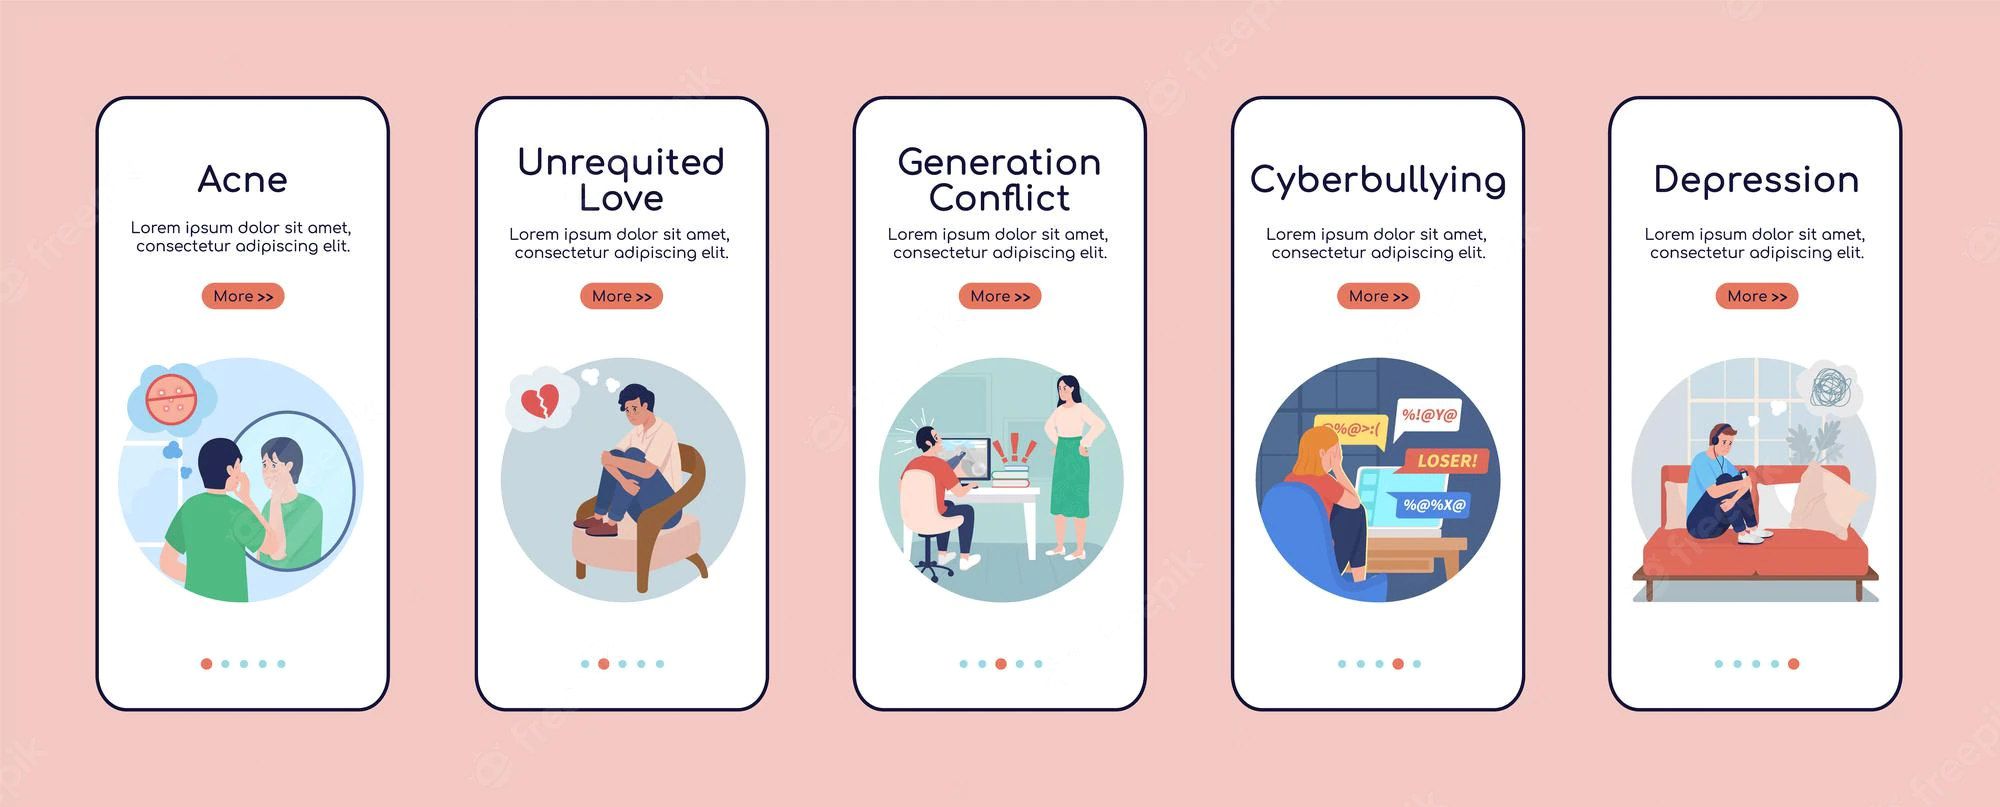 Acne
Lorem ipsum dolor sit amet,
consectetur adipiscing elit.
More >>
Unrequited
Love
Lorem ipsum dolor sit amet,
consectetur adipiscing elit.
More >>
Generation
Conflict
Lorem ipsum dolor sit amet,
consectetur adipiscing elit.
More >>
!!!
Cyberbullying
Lorem ipsum dolor sit amet,
consectetur adipiscing elit.
More >>
%!@Y@
%@>:(
LOSER!
%@%X@
Depression
Lorem ipsum dolor sit amet,
consectetur adipiscing elit.
More >>
freepik